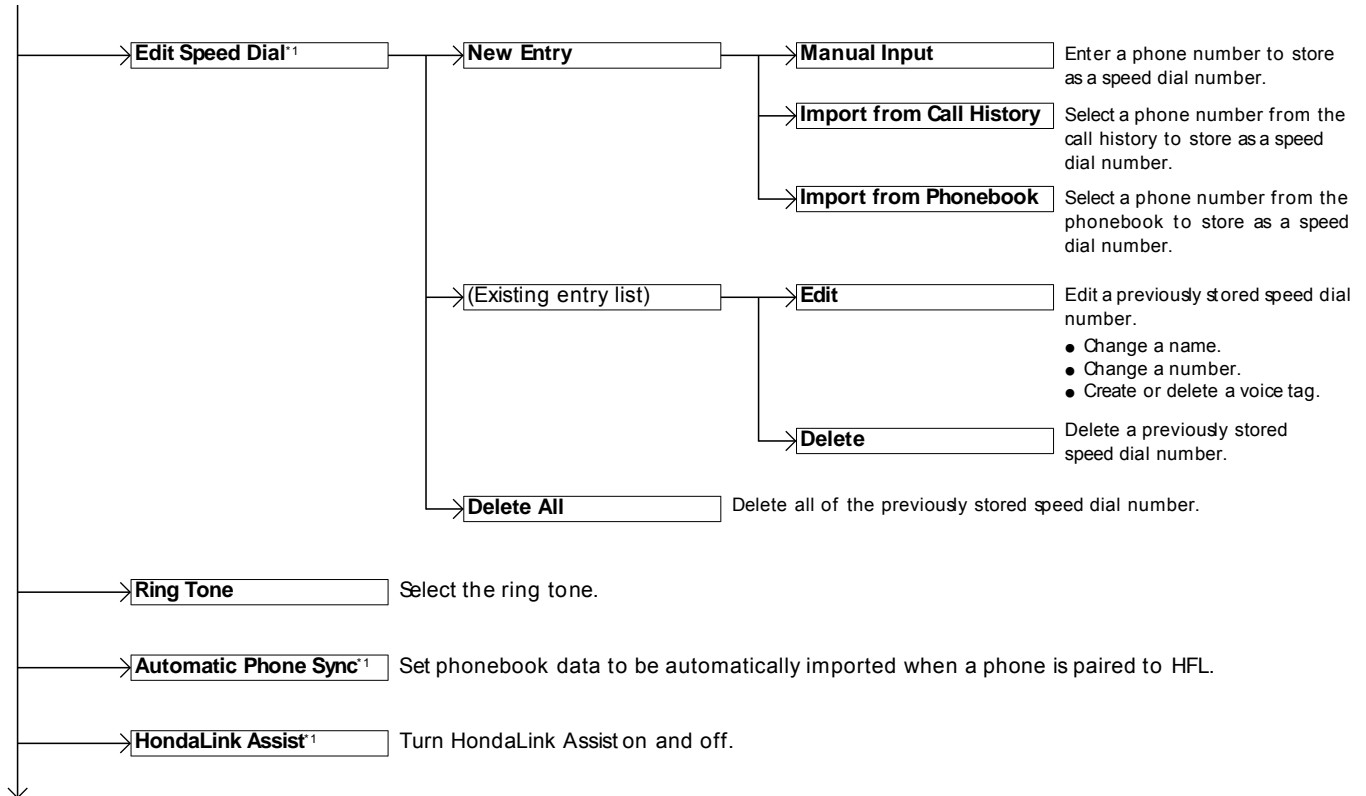 Edit Speed Dial*1
New Entry
Manual Input
Enter a phone number to store
as a speed dial number.
Import from Call History
Select a phone number from the
call history to store as a speed
dial number.
Import from Phonebook
Select a phone number from the
phonebook to store as a speed
dial number.
(Existing entry list)
Edit
Edit a previously stored speed dial
number.
● Change a name.
● Change a number.
● Create or delete a voice tag.
Delete
Delete a previously stored
speed dial number.
Delete All
Delete all of the previously stored speed dial number.
Ring Tone
Select the ring tone.
Automatic Phone Sync*1
Set phonebook data to be automatically imported when a phone is paired to HFL.
HondaLink Assist*1
Turn HondaLink Assist on and off.